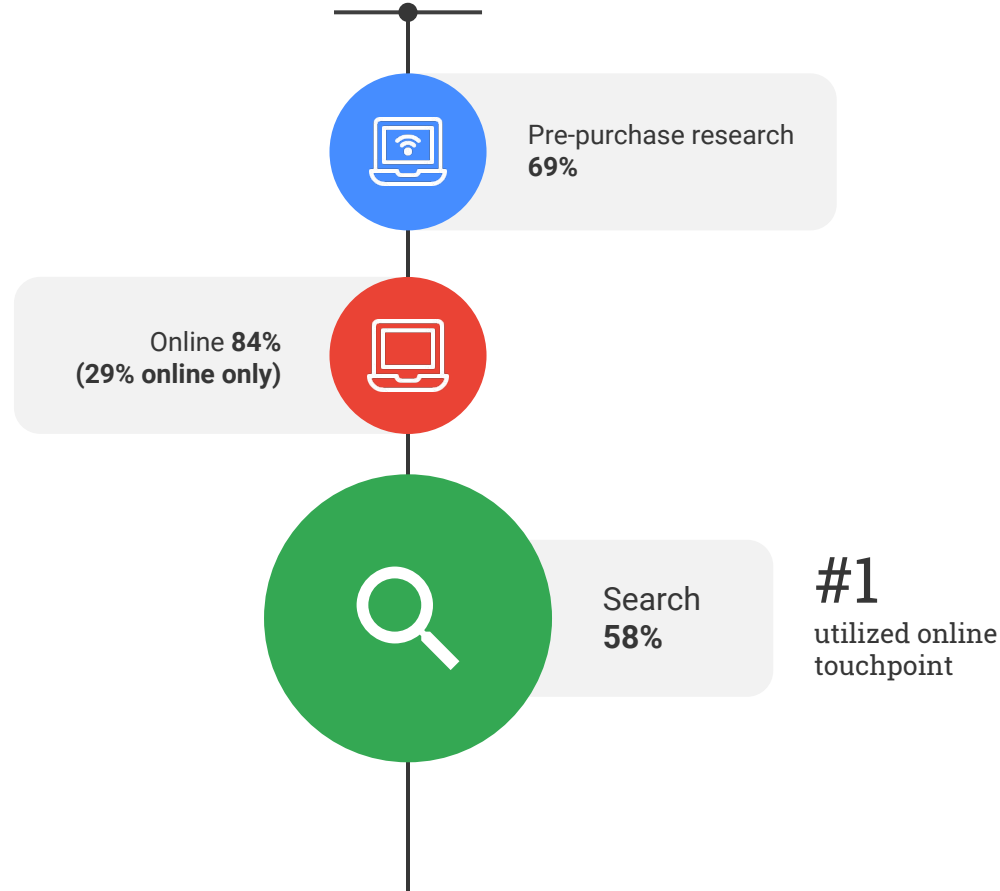 Pre-purchase research
69%
Online 84%
(29% online only)
Search
58%
#1
utilized online
touchpoint